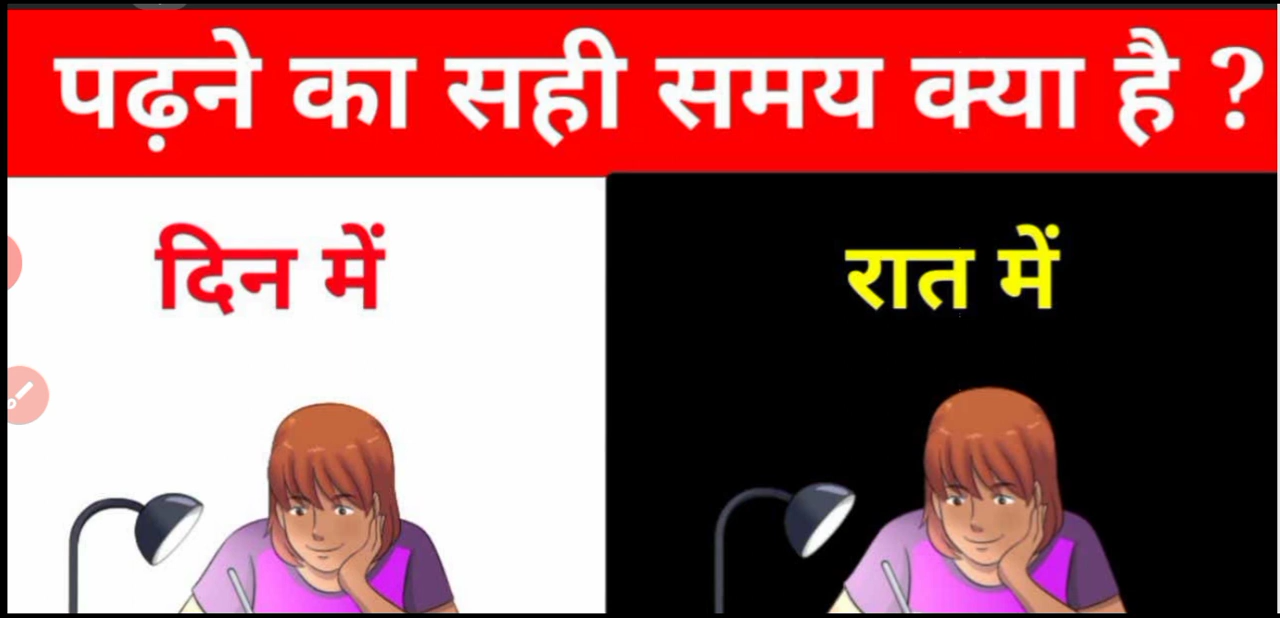 पढ़ने का सही समय क्या है ?
दिन में
रात में